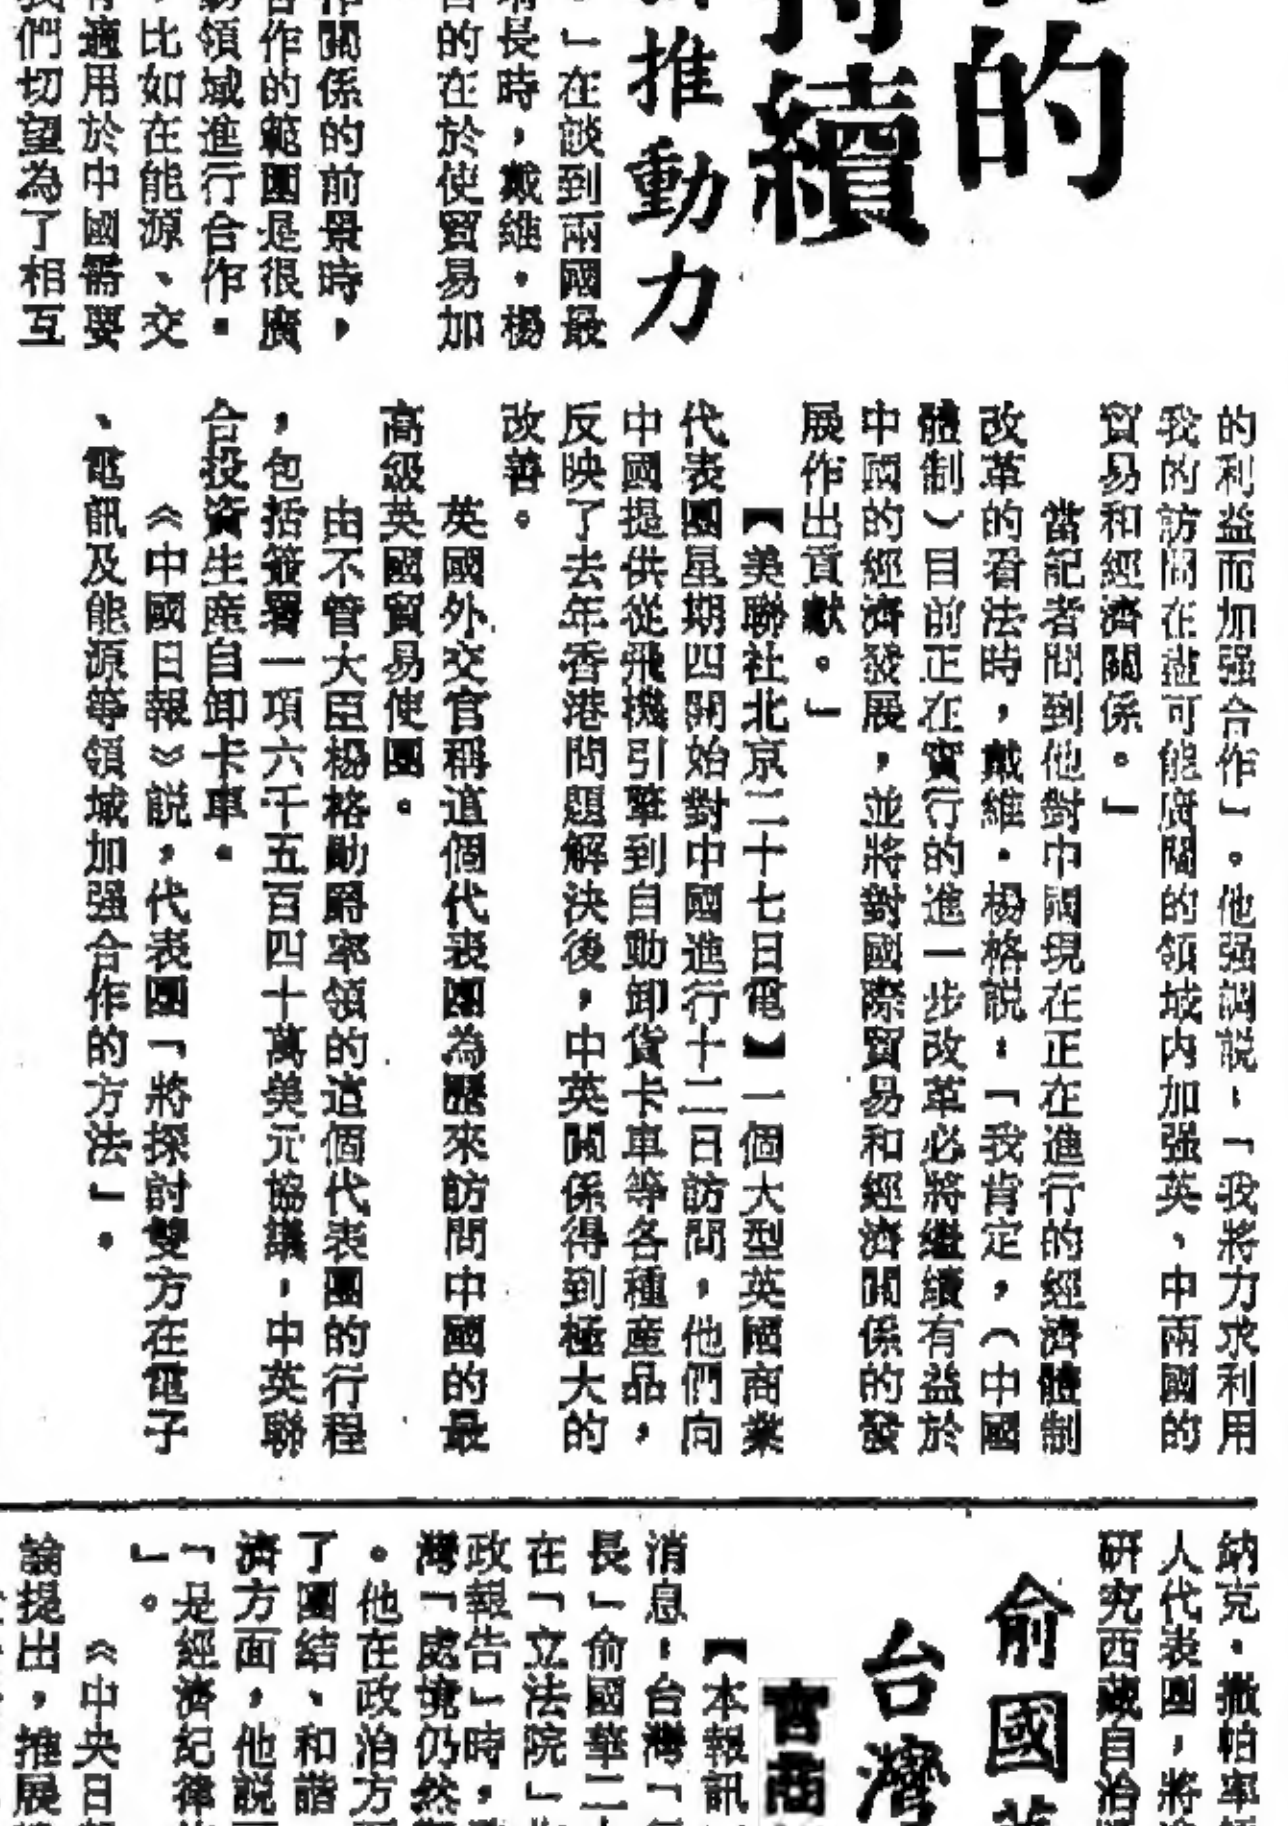 的
持續
推動力
」在談到兩國最
長時，戴維・楊
的在於使貿易加
關係的前景時，
作的範圍是很廣
領域進行合作。
比如在能源、交
適用於中國需要
我們切望為了相互
的利益而加强合作」。他强調説：「我將力求利用
我的訪問在盡可能廣闊的領域内加强英、中兩國的
貿易和經濟關係。」
當記者問到他對中國現在正在進行的經濟體制
改革的看法時，戴維・楊格説：「我肯定，（中國
體制）目前正在實行的進一步改革必將繼續有益於
中國的經濟發展，並將對國際貿易和經濟關係的發
展作出貢獻。」
【美聯社北京二十七日電】一個大型英國商業
代表團星期四開始對中國進行十二日訪問，他們向
中國提供從飛機引擎到自動卸貨卡車等各種産品，
反映了去年香港問題解決後，中英關係得到極大的
改善。
英國外交官稱這個代表團為歷來訪問中國的最
高級英國貿易使團。
由不管大臣楊格勛爵率領的這個代表團的行程
，包括簽署一項六千五百四十萬美元協議，中英聯
合投資生産自卸卡車。
《中國日報》説，代表團「將探討雙方在電子
、電訊及能源等領域加强合作的方法」。
納克・撒帕率
人代表團，將
研究西藏自治
俞國
台灣
【本報訊
消息：台灣「
長」俞國華二
在「立法院」
政報告」時，
灣「處境仍然
。他在政治方
了團結、和諧
濟方面，他説
「是經濟紀律
」。
《中央日
論提出，推展